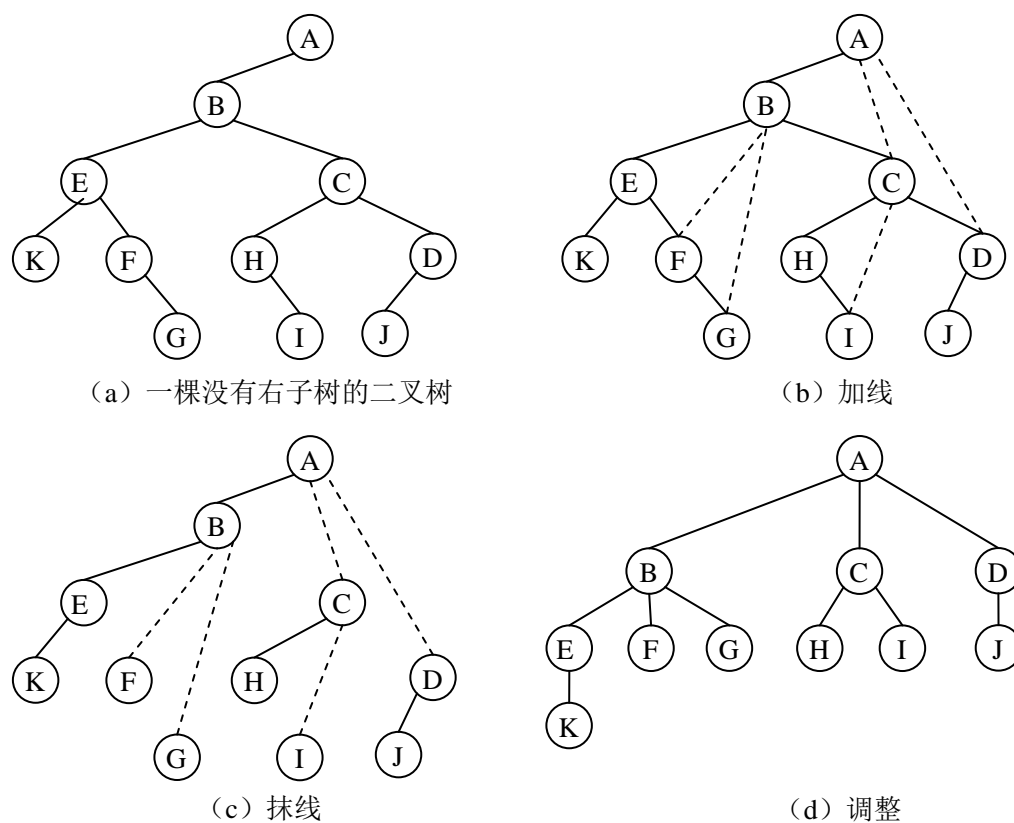 A
B
E C
K F H D
G I J
（a）一棵没有右子树的二叉树
A
B
E C
K F H D
G I J
（b）加线
A
B
E C
K F H D
G I J
（c）抹线
A
B C D
E F G H I J
K
（d）调整